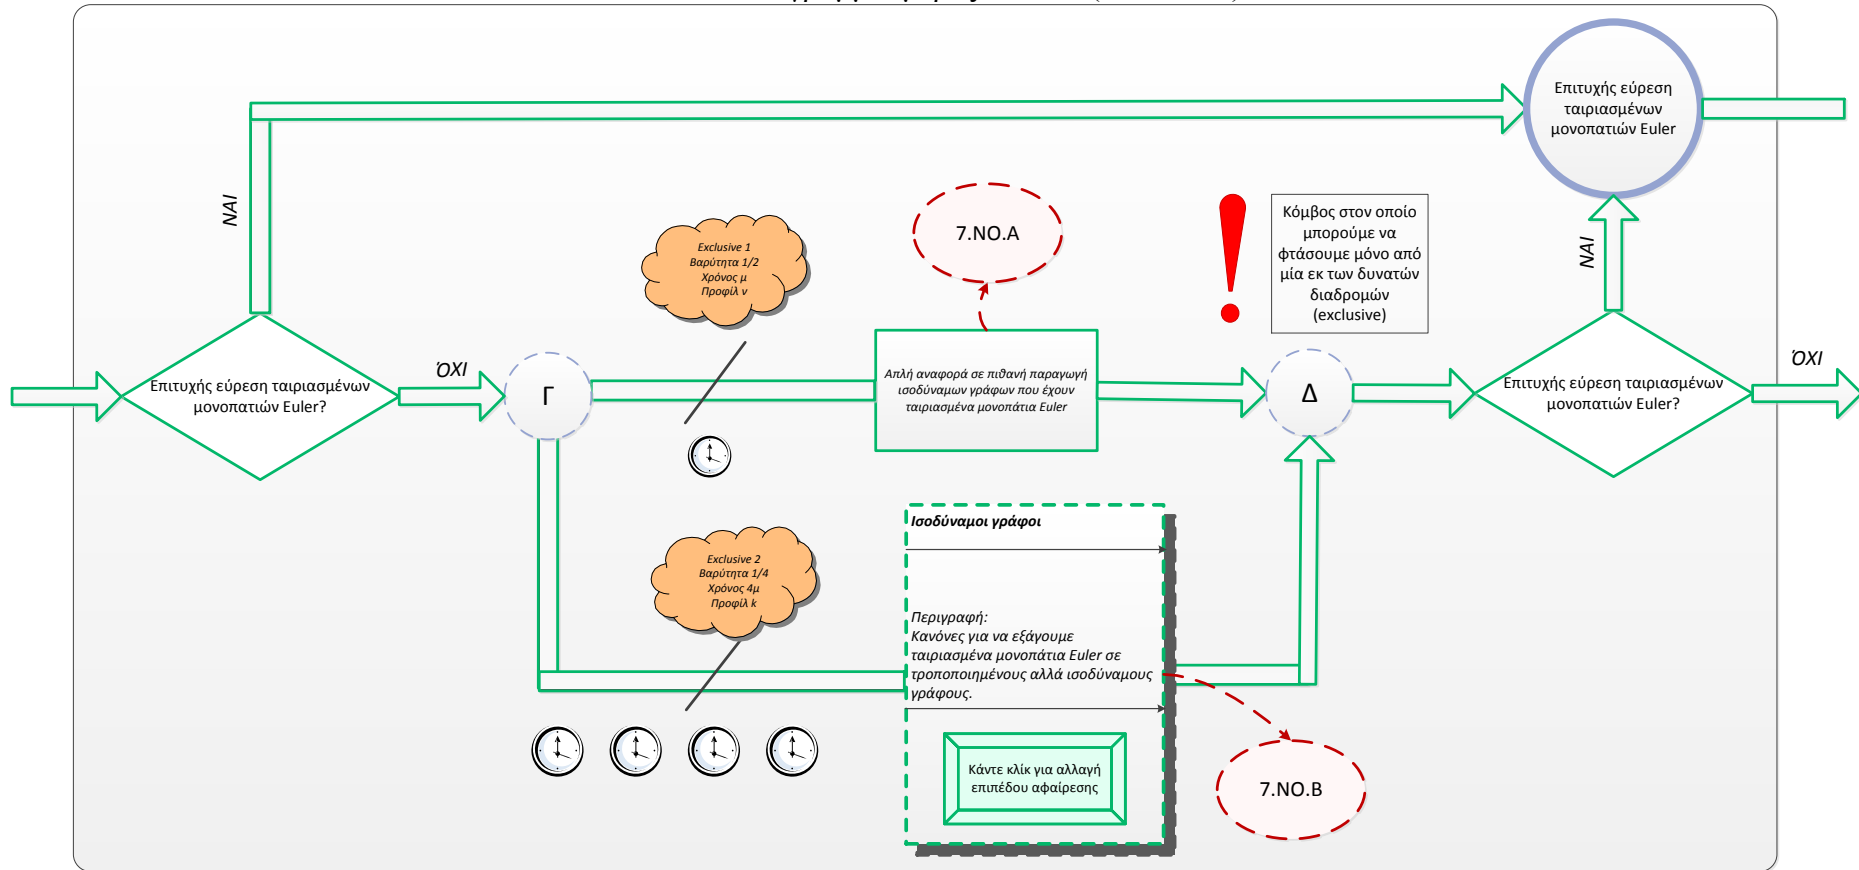 Επιτυχής εύρεση
ταιριασμένων
μονοπατιών Euler
ΝΑΙ
Exclusive 1
Βαρύτητα 1/2
Χρόνος μ
Προφίλ ν
7.NO.A
Κόμβος στον οποίο
μπορούμε να
φτάσουμε μόνο από
μία εκ των δυνατών
διαδρομών
(exclusive)
ΝΑΙ
Επιτυχής εύρεση ταιριασμένων
μονοπατιών Euler?
ΌΧΙ
Γ
Απλή αναφορά σε πιθανή παραγωγή
ισοδύναμων γράφων που έχουν
ταιριασμένα μονοπάτια Euler
Δ
Επιτυχής εύρεση ταιριασμένων
μονοπατιών Euler?
ΌΧΙ
Exclusive 2
Βαρύτητα 1/4
Χρόνος 4μ
Προφίλ k
Ισοδύναμοι γράφοι
Περιγραφή:
Κανόνες για να εξάγουμε
ταιριασμένα μονοπάτια Euler σε
τροποποιημένους αλλά ισοδύναμους
γράφους.
Κάντε κλίκ για αλλαγή
επιπέδου αφαίρεσης
7.NO.B